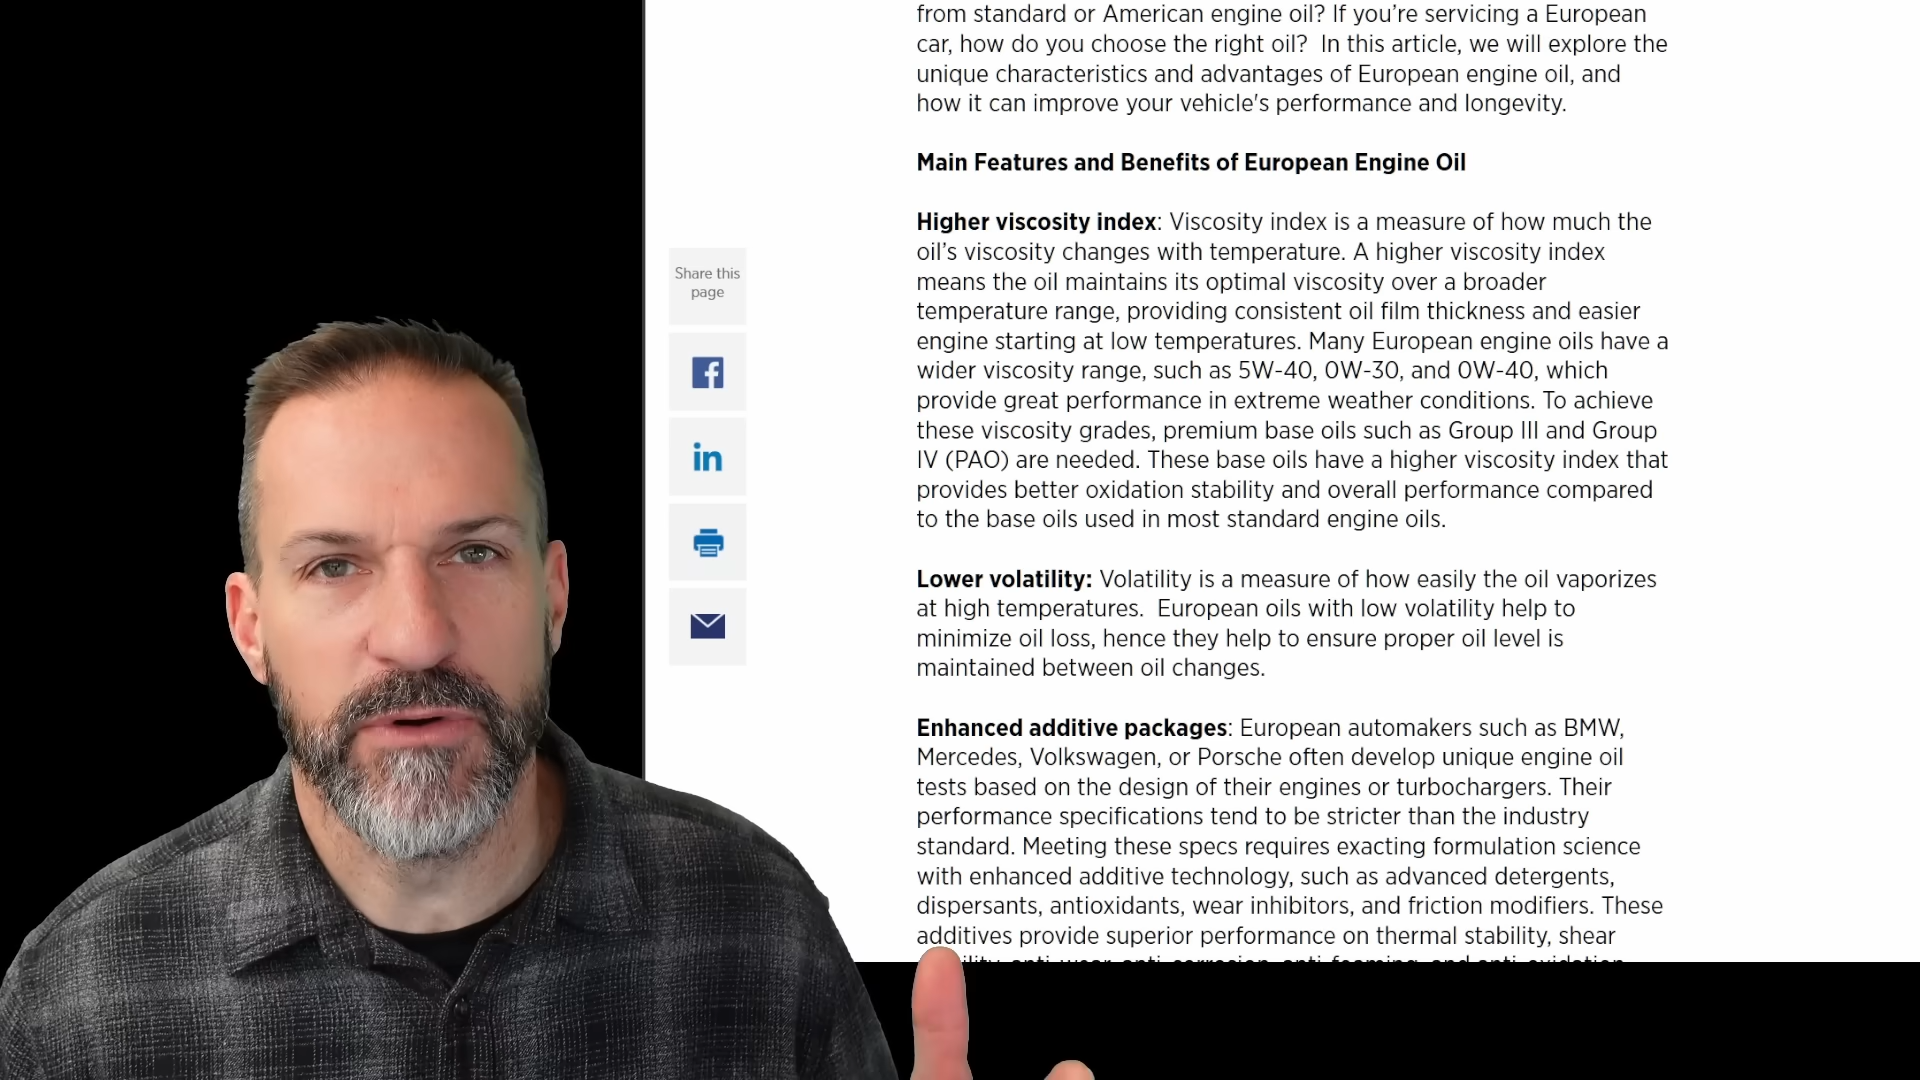 from standard or American engine oil? If you’re servicing a European
car, how do you choose the right oil?  In this article, we will explore the
unique characteristics and advantages of European engine oil, and
how it can improve your vehicle's performance and longevity.
Main Features and Benefits of European Engine Oil
Higher viscosity index: Viscosity index is a measure of how much the
oil’s viscosity changes with temperature. A higher viscosity index
means the oil maintains its optimal viscosity over a broader
temperature range, providing consistent oil film thickness and easier
engine starting at low temperatures. Many European engine oils have a
wider viscosity range, such as 5W-40, 0W-30, and 0W-40, which
provide great performance in extreme weather conditions. To achieve
these viscosity grades, premium base oils such as Group III and Group
IV (PAO) are needed. These base oils have a higher viscosity index that
provides better oxidation stability and overall performance compared
to the base oils used in most standard engine oils.
Lower volatility: Volatility is a measure of how easily the oil vaporizes
at high temperatures.  European oils with low volatility help to
minimize oil loss, hence they help to ensure proper oil level is
maintained between oil changes.
Enhanced additive packages: European automakers such as BMW,
Mercedes, Volkswagen, or Porsche often develop unique engine oil
tests based on the design of their engines or turbochargers. Their
performance specifications tend to be stricter than the industry
standard. Meeting these specs requires exacting formulation science
with enhanced additive technology, such as advanced detergents,
dispersants, antioxidants, wear inhibitors, and friction modifiers. These
additives provide superior performance on thermal stability, shear
Share this
page
f
in